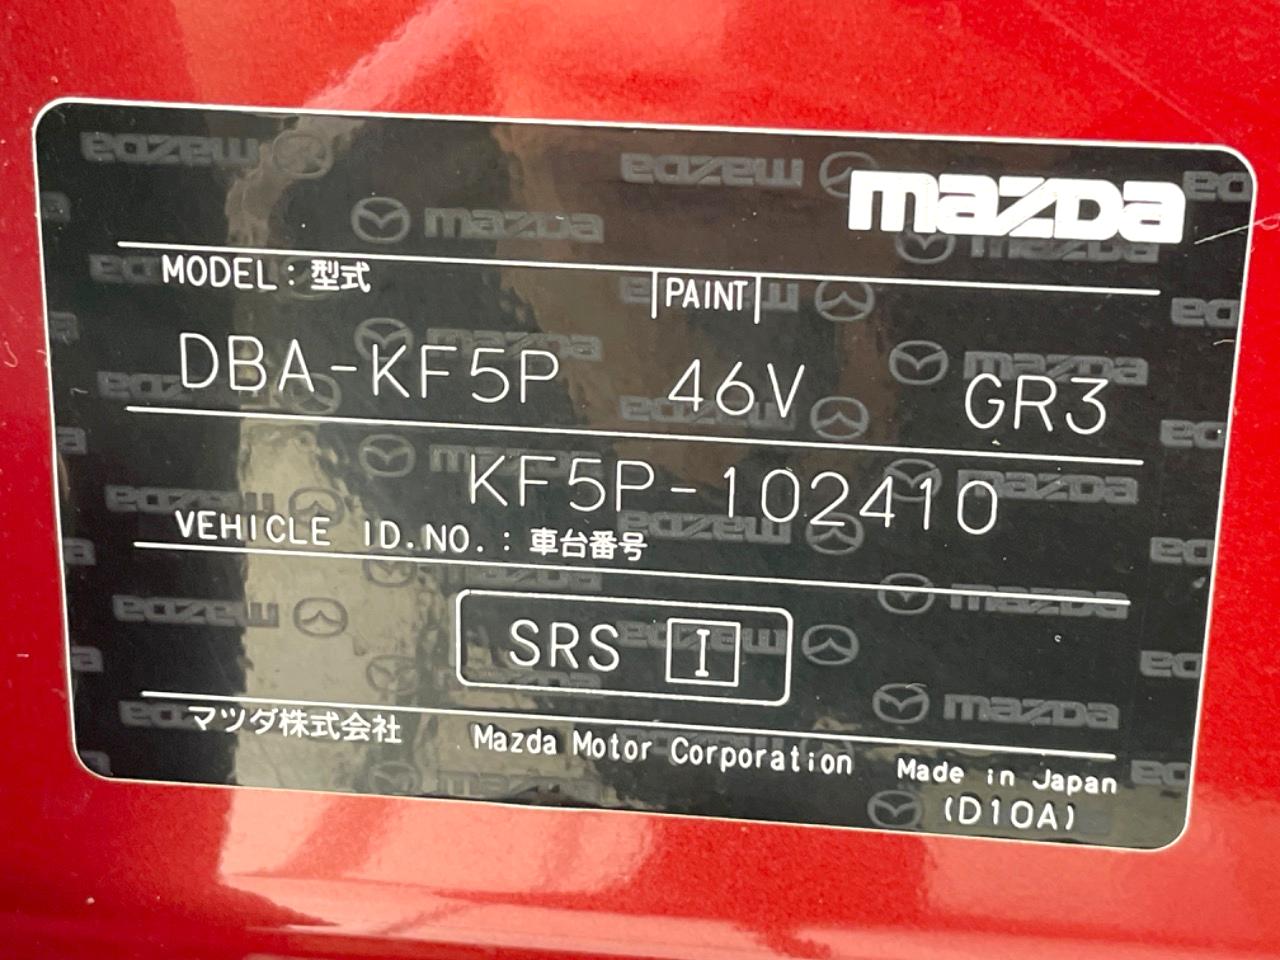 mazda
MODEL : 型式 PAINT
DBA-KF5P 46V GR3
KF5P-102410
VEHICLE ID.NO. : 車台番号
SRS I
マツダ株式会社 Mazda Motor Corporation Made in Japan
(D10A)